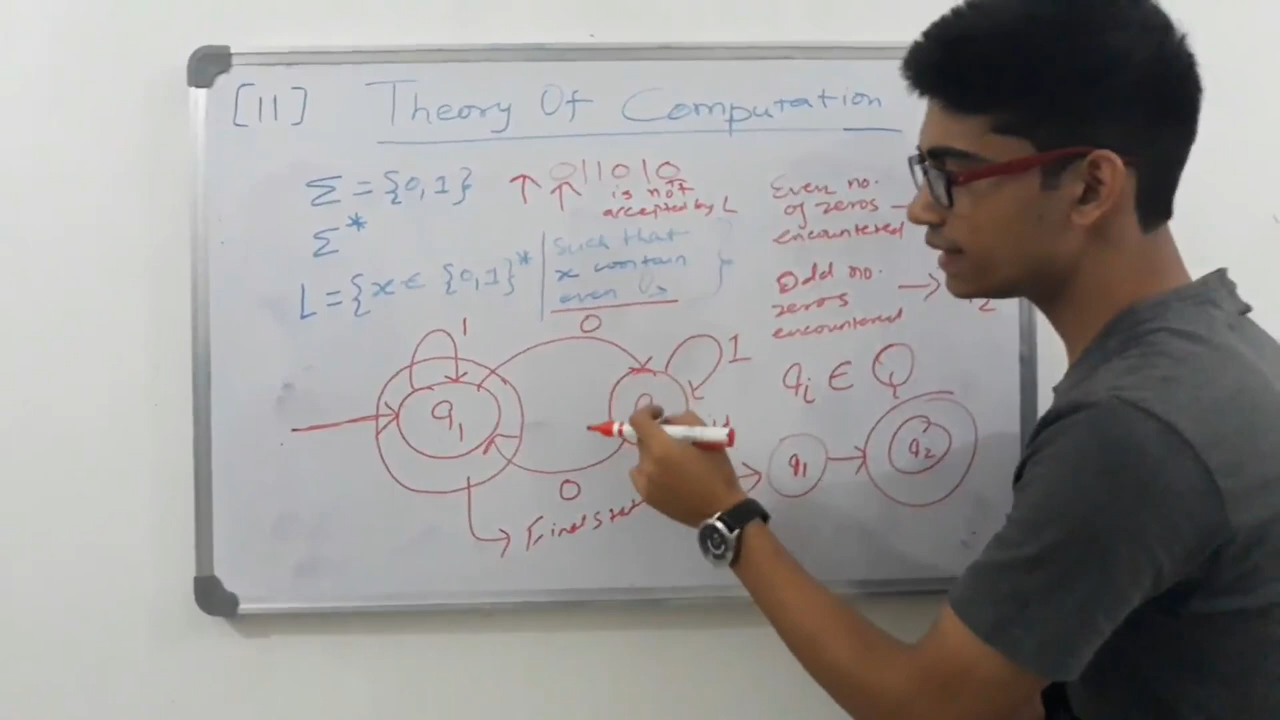 [11] Theory Of Computation
Σ = {0,1}
Σ*
L = {x ∈ {0,1}* | such that
x contain
even 0s }
↑ ↑ 011010
is not
accepted by L
Even no.
of zeros
encountered
Odd no.
zeros →
encountered
2
qi ∈ Q
1
0
1
q1
0
Final
q1 → q2